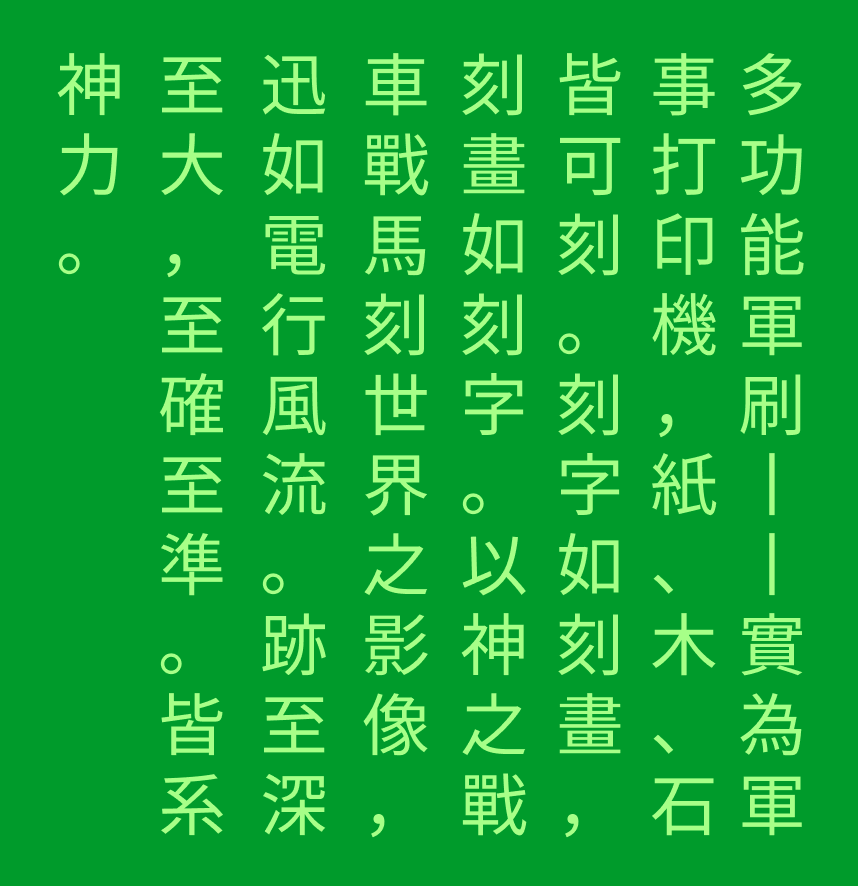 多功能軍刷｜｜實為軍
事打印機，紙、木、石
皆可刻。刻字如刻畫，
刻畫如刻字。以神之戰
車戰馬刻世界之影像，
迅如電行風流。跡至深
至大，至確至準。皆系
神力。